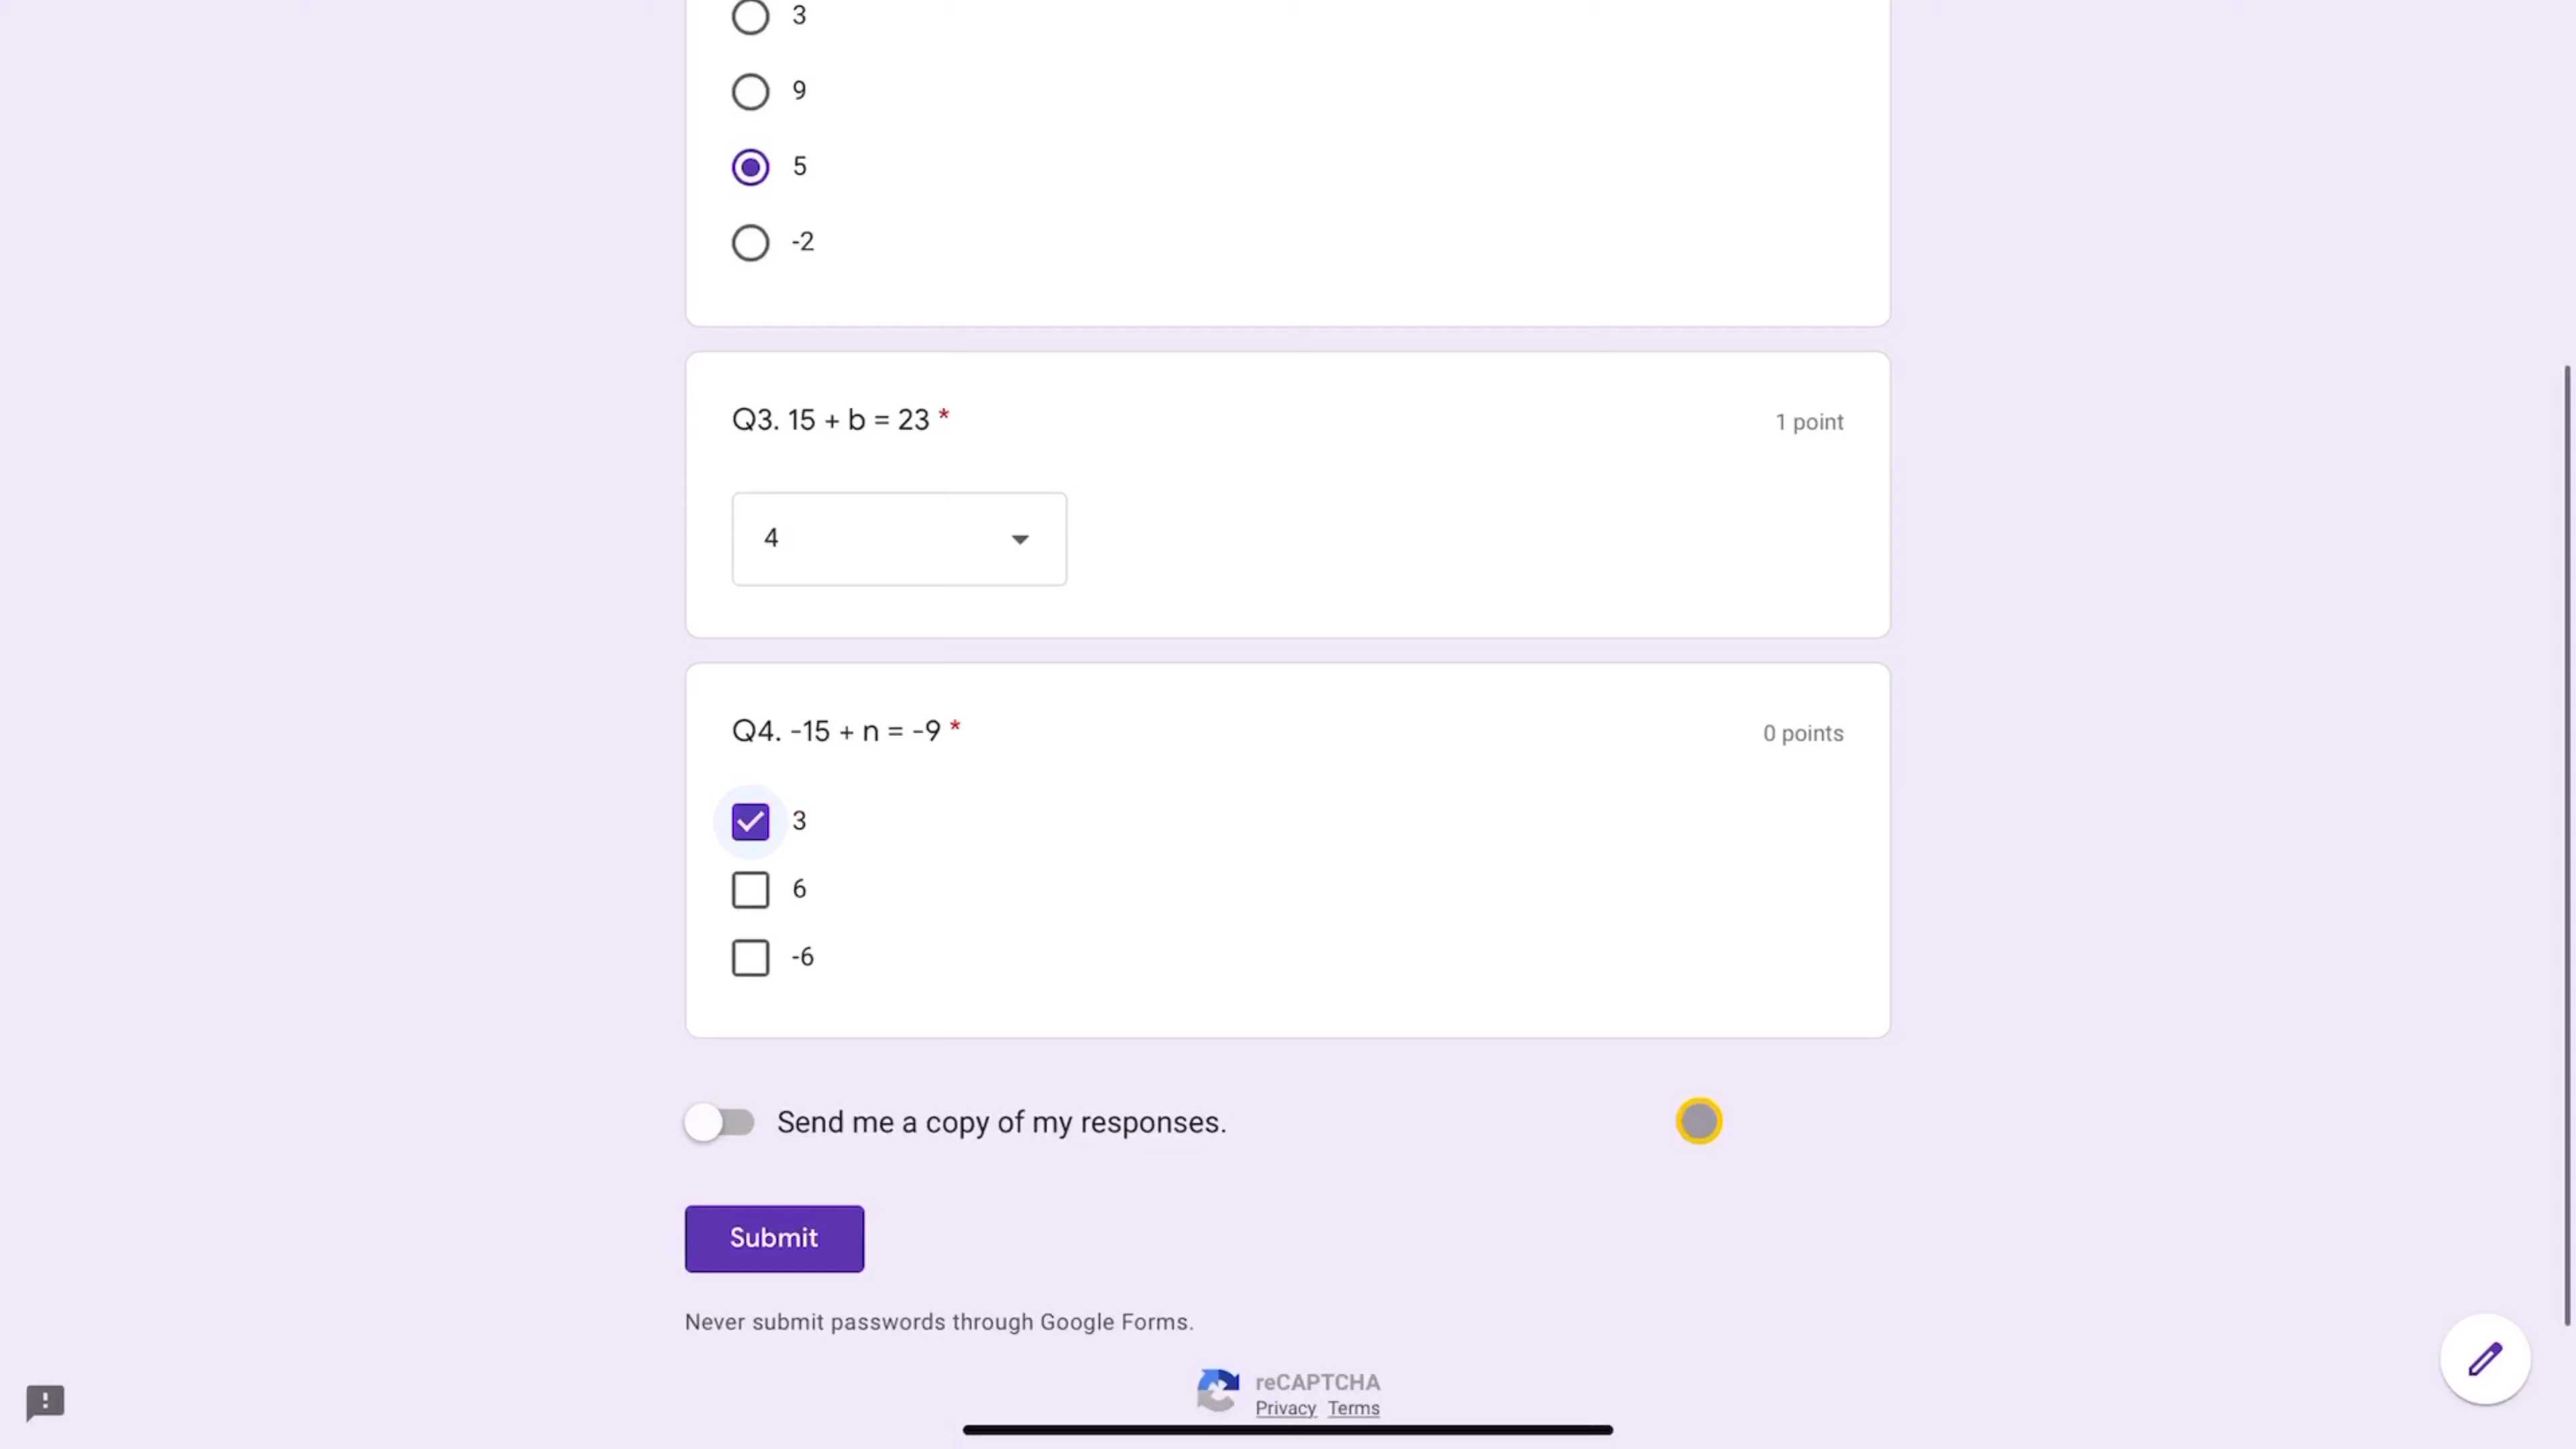 3
9
5
-2
Q3. 15 + b = 23 *
1 point
4
Q4. -15 + n = -9 *
0 points
3
6
-6
Send me a copy of my responses.
Submit
Never submit passwords through Google Forms.
reCAPTCHA
Privacy Terms